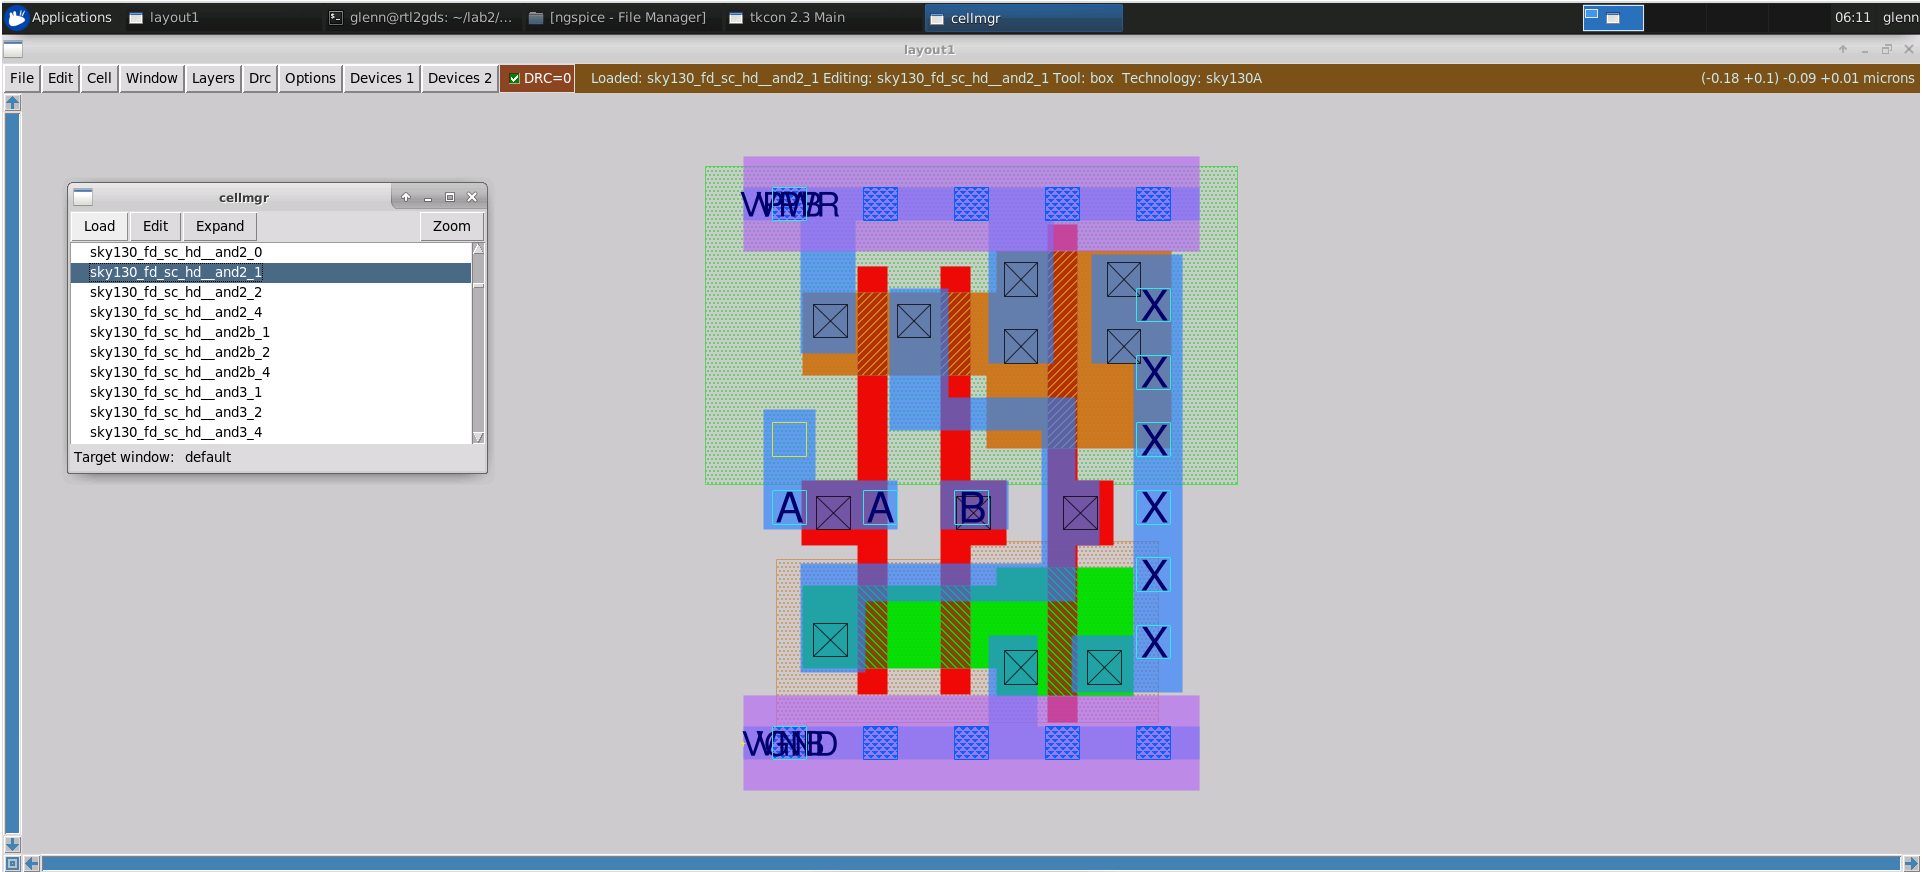 Applications layout1 glenn@rtl2gds: ~/lab2/... [ngspice - File Manager] tkcon 2.3 Main cellmgr 06:11 glenn
layout1
File Edit Cell Window Layers Drc Options Devices 1 Devices 2 DRC=0 Loaded: sky130_fd_sc_hd__and2_1 Editing: sky130_fd_sc_hd__and2_1 Tool: box Technology: sky130A (-0.18 +0.1) -0.09 +0.01 microns
cellmgr
Load Edit Expand Zoom
sky130_fd_sc_hd__and2_0
sky130_fd_sc_hd__and2_1
sky130_fd_sc_hd__and2_2
sky130_fd_sc_hd__and2_4
sky130_fd_sc_hd__and2b_1
sky130_fd_sc_hd__and2b_2
sky130_fd_sc_hd__and2b_4
sky130_fd_sc_hd__and3_1
sky130_fd_sc_hd__and3_2
sky130_fd_sc_hd__and3_4
Target window: default
X
X
X
A A B X
X
X